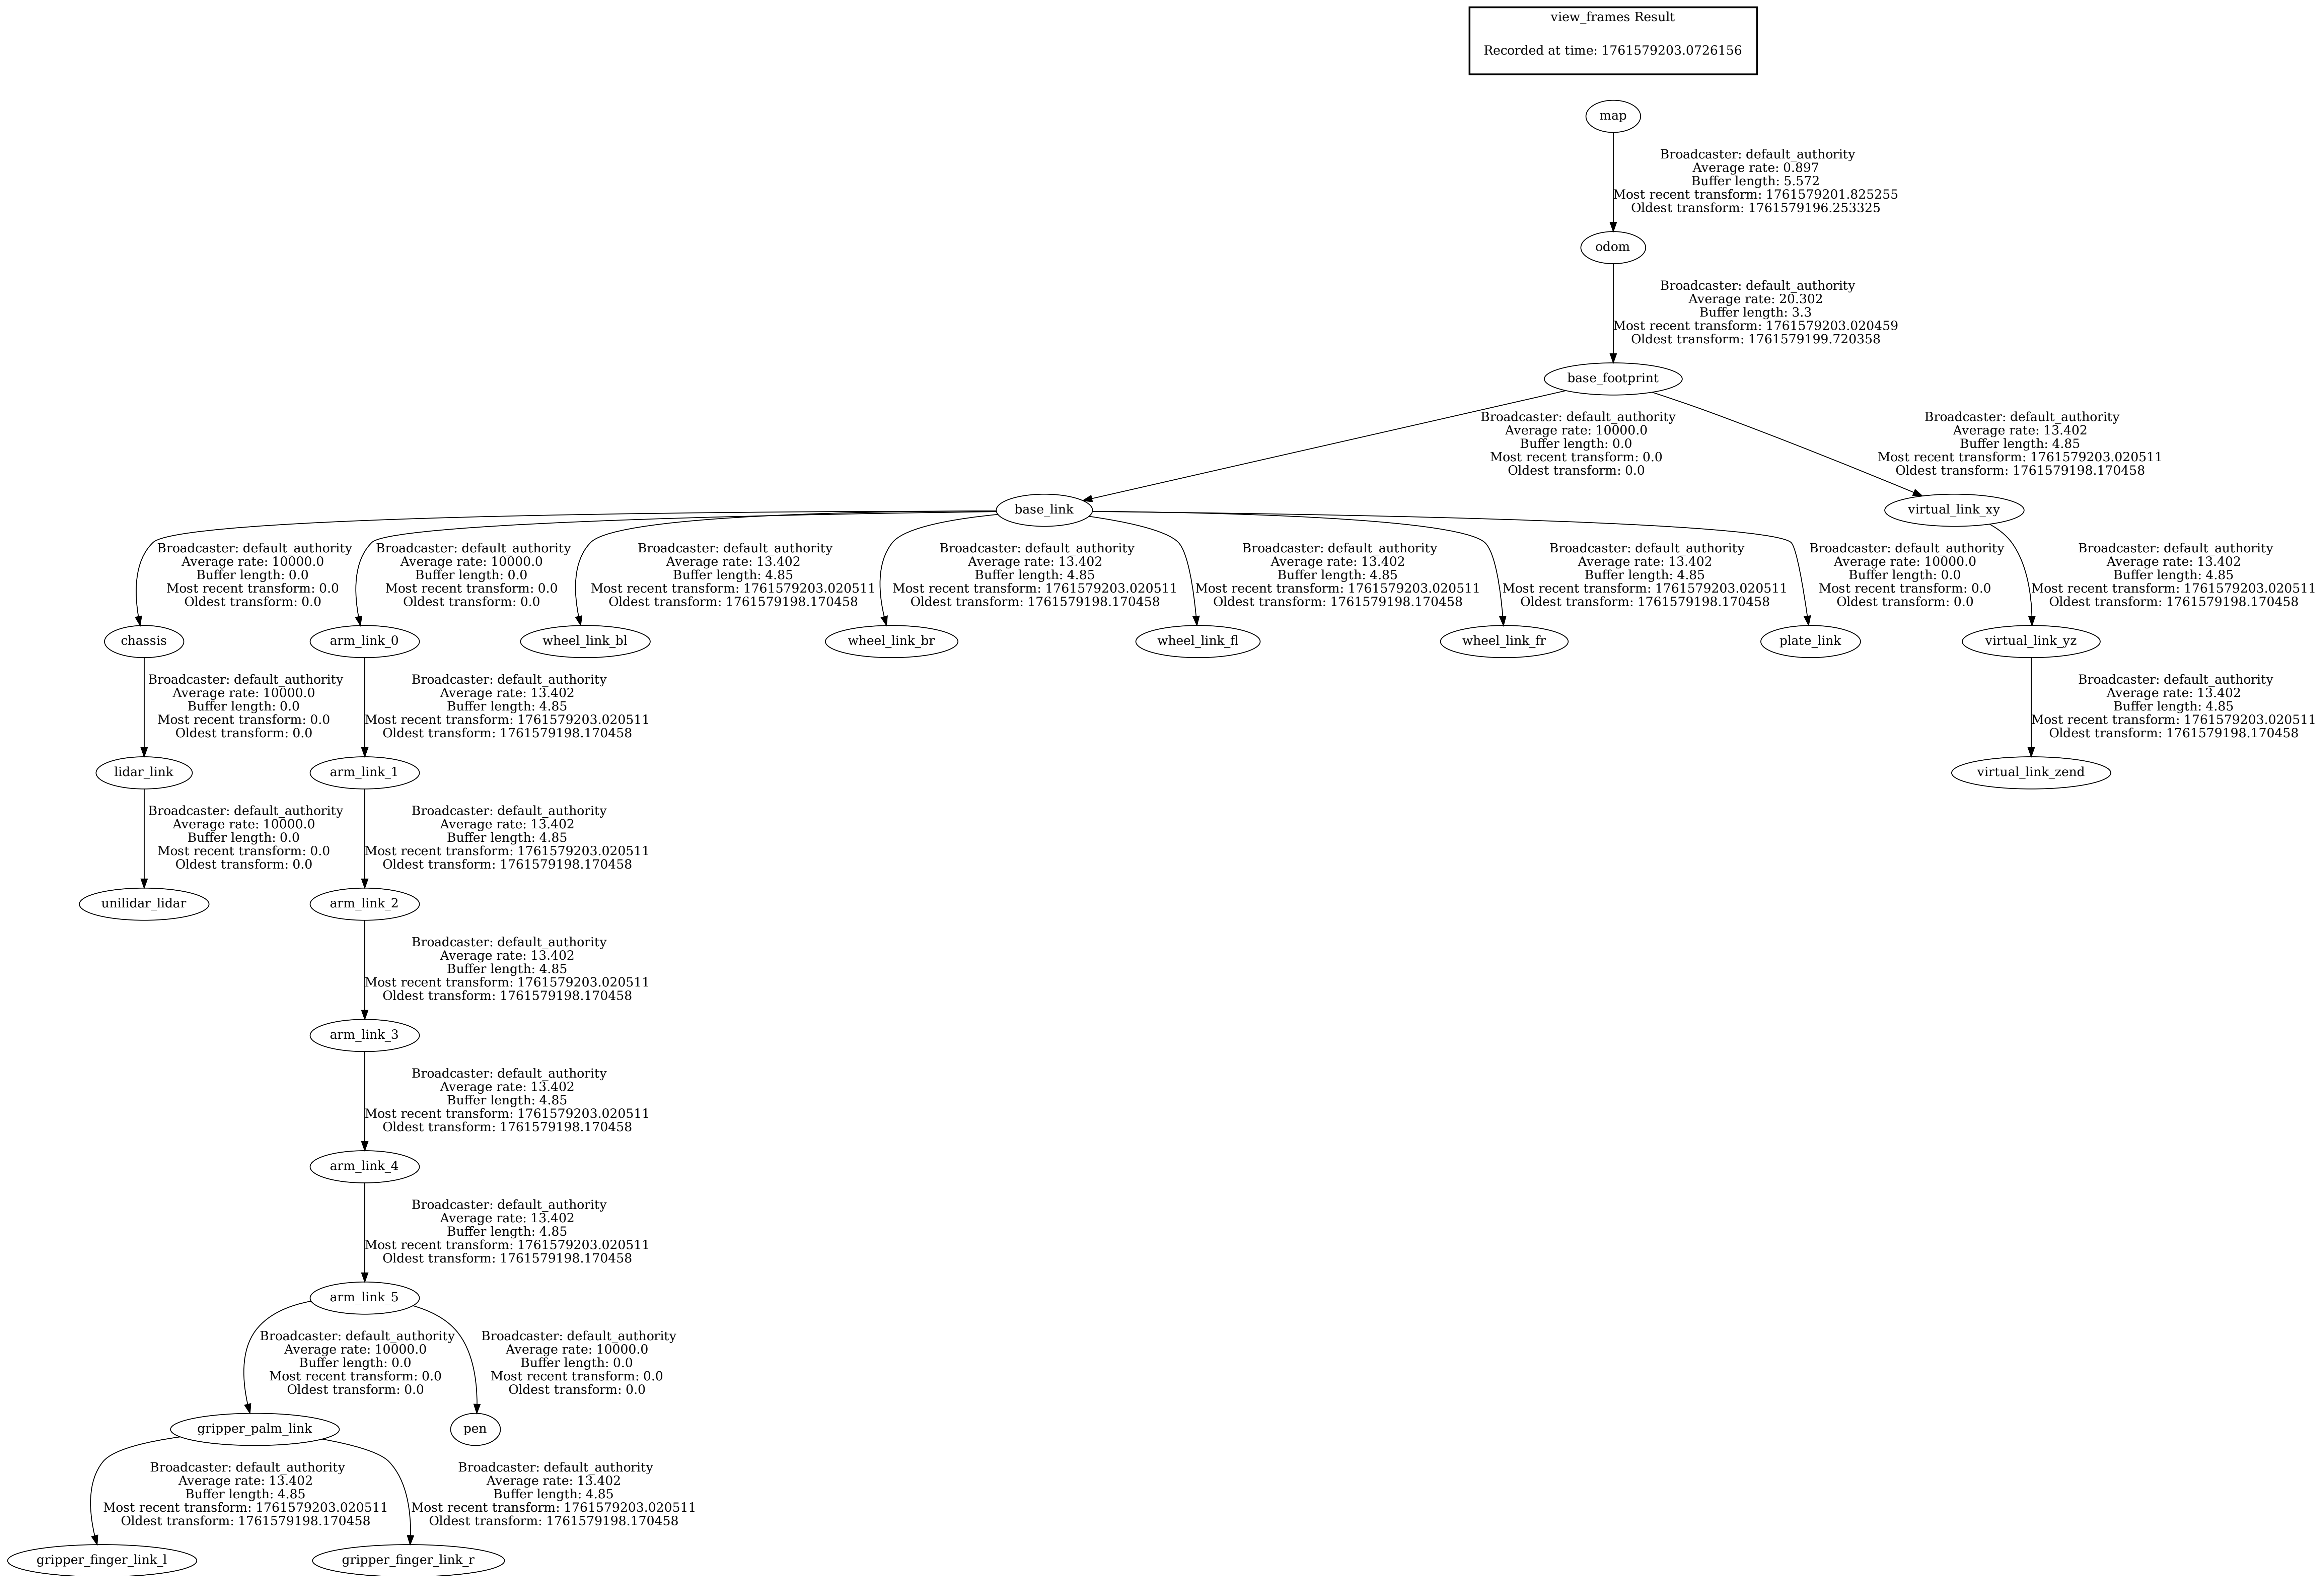 view_frames Result
Recorded at time: 1761579203.0726156
map
Broadcaster: default_authority
Average rate: 0.897
Buffer length: 5.572
Most recent transform: 1761579201.825255
Oldest transform: 1761579196.253325
odom
Broadcaster: default_authority
Average rate: 20.302
Buffer length: 3.3
Most recent transform: 1761579203.020459
Oldest transform: 1761579199.720358
base_footprint
Broadcaster: default_authority
Average rate: 10000.0
Buffer length: 0.0
Most recent transform: 0.0
Oldest transform: 0.0
Broadcaster: default_authority
Average rate: 13.402
Buffer length: 4.85
Most recent transform: 1761579203.020511
Oldest transform: 1761579198.170458
base_link
virtual_link_xy
Broadcaster: default_authority
Average rate: 10000.0
Buffer length: 0.0
Most recent transform: 0.0
Oldest transform: 0.0
Broadcaster: default_authority
Average rate: 10000.0
Buffer length: 0.0
Most recent transform: 0.0
Oldest transform: 0.0
Broadcaster: default_authority
Average rate: 13.402
Buffer length: 4.85
Most recent transform: 1761579203.020511
Oldest transform: 1761579198.170458
Broadcaster: default_authority
Average rate: 13.402
Buffer length: 4.85
Most recent transform: 1761579203.020511
Oldest transform: 1761579198.170458
Broadcaster: default_authority
Average rate: 13.402
Buffer length: 4.85
Most recent transform: 1761579203.020511
Oldest transform: 1761579198.170458
Broadcaster: default_authority
Average rate: 13.402
Buffer length: 4.85
Most recent transform: 1761579203.020511
Oldest transform: 1761579198.170458
Broadcaster: default_authority
Average rate: 10000.0
Buffer length: 0.0
Most recent transform: 0.0
Oldest transform: 0.0
Broadcaster: default_authority
Average rate: 13.402
Buffer length: 4.85
Most recent transform: 1761579203.020511
Oldest transform: 1761579198.170458
chassis
arm_link_0
wheel_link_bl
wheel_link_br
wheel_link_fl
wheel_link_fr
plate_link
virtual_link_yz
Broadcaster: default_authority
Average rate: 10000.0
Buffer length: 0.0
Most recent transform: 0.0
Oldest transform: 0.0
Broadcaster: default_authority
Average rate: 13.402
Buffer length: 4.85
Most recent transform: 1761579203.020511
Oldest transform: 1761579198.170458
Broadcaster: default_authority
Average rate: 13.402
Buffer length: 4.85
Most recent transform: 1761579203.020511
Oldest transform: 1761579198.170458
lidar_link
arm_link_1
virtual_link_zend
Broadcaster: default_authority
Average rate: 10000.0
Buffer length: 0.0
Most recent transform: 0.0
Oldest transform: 0.0
Broadcaster: default_authority
Average rate: 13.402
Buffer length: 4.85
Most recent transform: 1761579203.020511
Oldest transform: 1761579198.170458
unilidar_lidar
arm_link_2
Broadcaster: default_authority
Average rate: 13.402
Buffer length: 4.85
Most recent transform: 1761579203.020511
Oldest transform: 1761579198.170458
arm_link_3
Broadcaster: default_authority
Average rate: 13.402
Buffer length: 4.85
Most recent transform: 1761579203.020511
Oldest transform: 1761579198.170458
arm_link_4
Broadcaster: default_authority
Average rate: 13.402
Buffer length: 4.85
Most recent transform: 1761579203.020511
Oldest transform: 1761579198.170458
arm_link_5
Broadcaster: default_authority
Average rate: 10000.0
Buffer length: 0.0
Most recent transform: 0.0
Oldest transform: 0.0
Broadcaster: default_authority
Average rate: 10000.0
Buffer length: 0.0
Most recent transform: 0.0
Oldest transform: 0.0
gripper_palm_link
pen
Broadcaster: default_authority
Average rate: 13.402
Buffer length: 4.85
Most recent transform: 1761579203.020511
Oldest transform: 1761579198.170458
Broadcaster: default_authority
Average rate: 13.402
Buffer length: 4.85
Most recent transform: 1761579203.020511
Oldest transform: 1761579198.170458
gripper_finger_link_l
gripper_finger_link_r